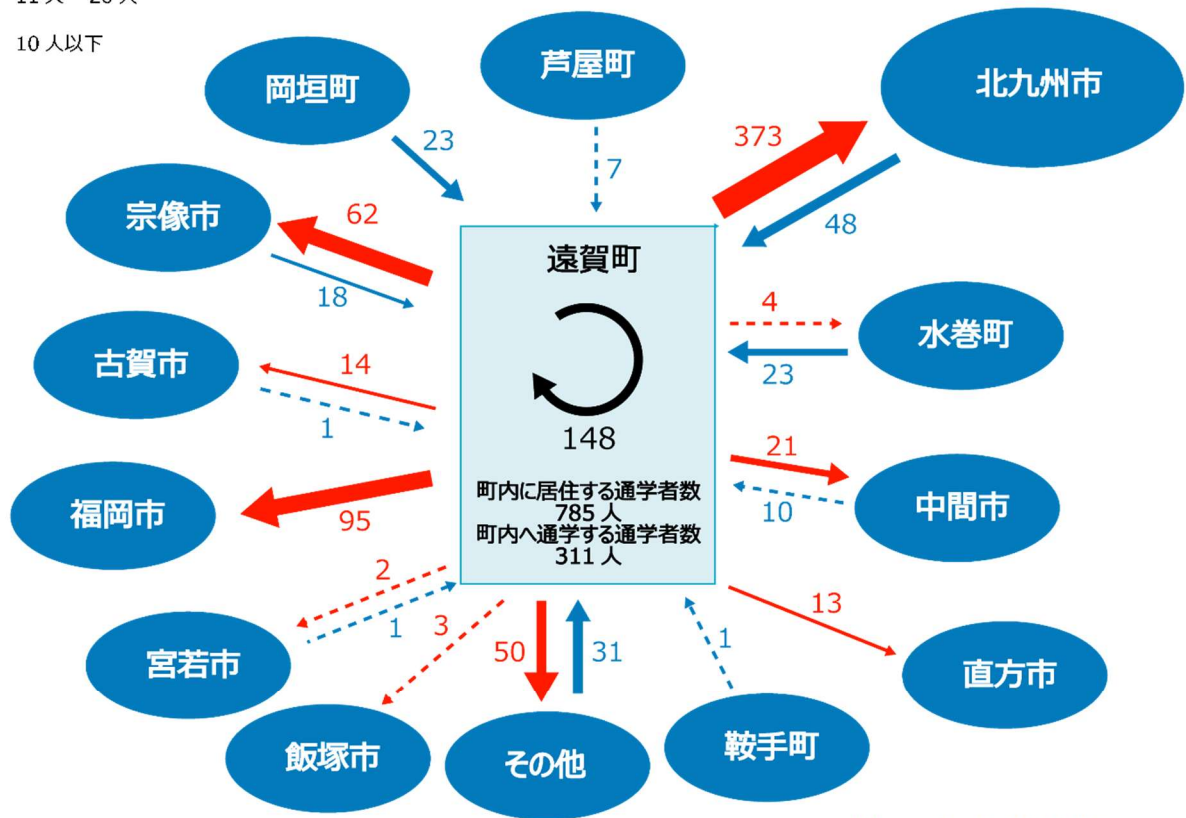 10 人以下
芦屋町
北九州市
岡垣町
373
23
7
宗像市
62
48
遠賀町
18
4
水巻町
古賀市
14
23
1
148
21
福岡市
95
町内に居住する通学者数
785 人
町内へ通学する通学者数
311 人
10
中間市
2
1
3
13
宮若市
50
31
1
直方市
飯塚市
その他
鞍手町